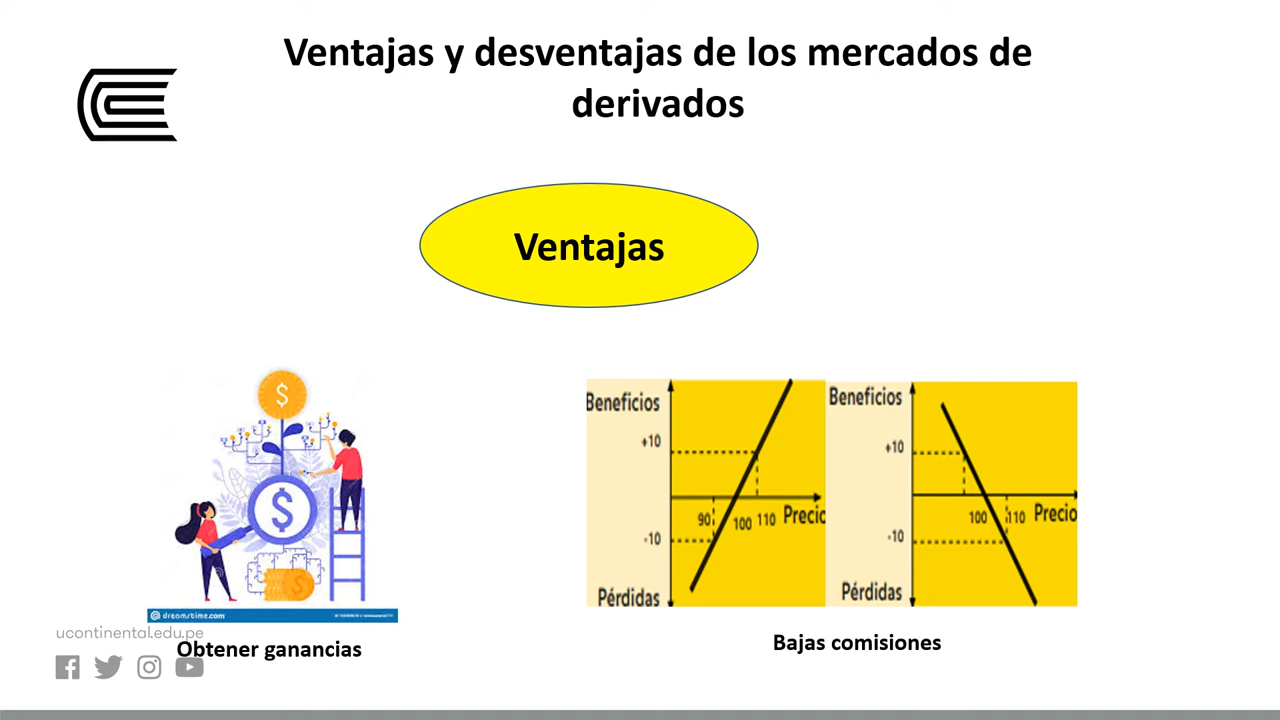 Ventajas y desventajas de los mercados de
derivados
Ventajas
$
$
$
dreamstime.com
Beneficios
+10
90
100
110
Precio
-10
Pérdidas
Beneficios
+10
100
110
Precio
-10
Pérdidas
ucontinental.edu.pe
Obtener ganancias
Bajas comisiones